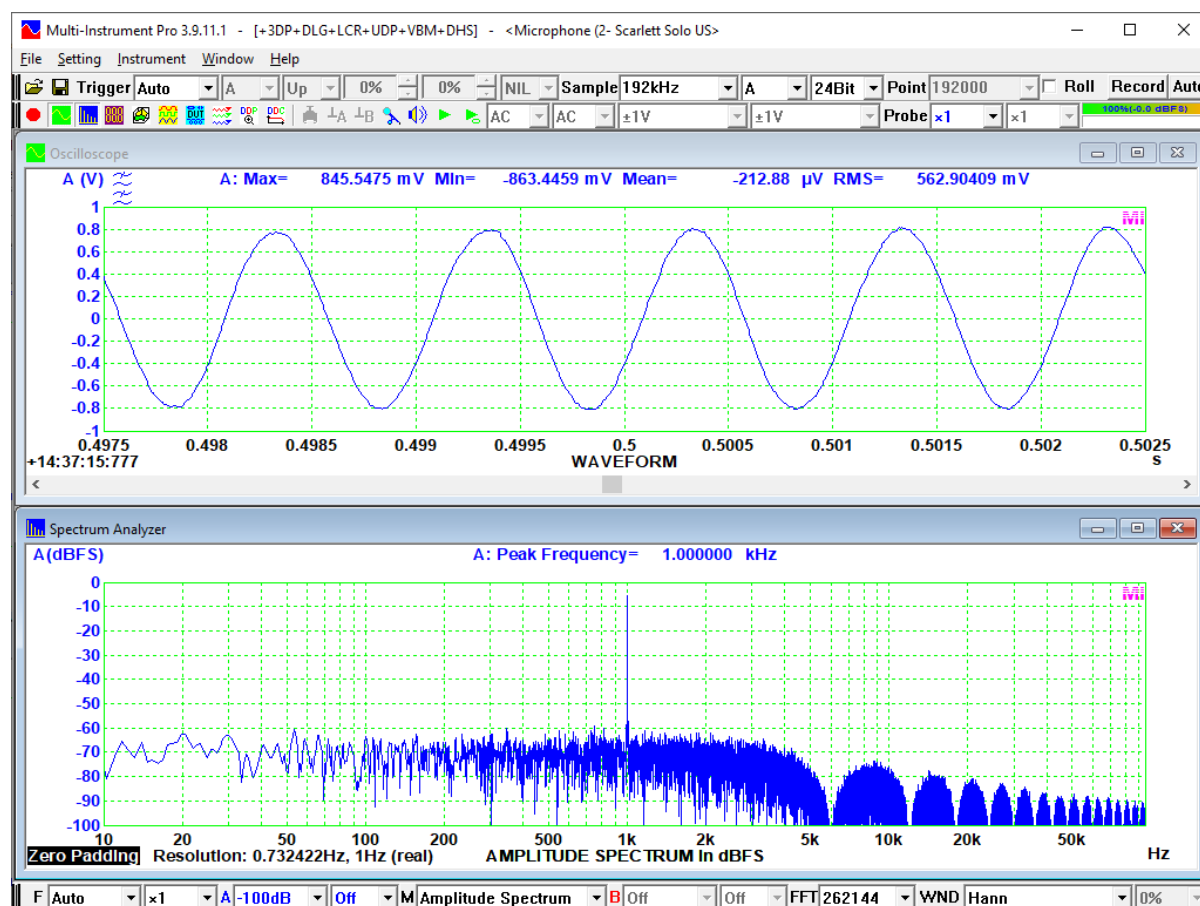 Multi-Instrument Pro 3.9.11.1 - [+3DP+DLG+LCR+UDP+VBM+DHS] - <Microphone (2- Scarlett Solo US>
File Setting Instrument Window Help
Trigger Auto A Up 0% 0% NIL Sample 192kHz A 24Bit Point 192000 Roll Record Auto
DUT DDP DDC A B AC AC ±1V ±1V Probe ×1 ×1 100%(-0.0 dBFS)
Oscilloscope
A (V) A: Max= 845.5475 mV MIn= -863.4459 mV Mean= -212.88 µV RMS= 562.90409 mV
MI
1
0.8
0.6
0.4
0.2
0
-0.2
-0.4
-0.6
-0.8
-1
0.4975 0.498 0.4985 0.499 0.4995 0.5 0.5005 0.501 0.5015 0.502 0.5025
+14:37:15:777 WAVEFORM s
Spectrum Analyzer
A(dBFS) A: Peak Frequency= 1.000000 kHz
MI
0
-10
-20
-30
-40
-50
-60
-70
-80
-90
-100
10 20 50 100 200 500 1k 2k 5k 10k 20k 50k
Zero Padding Resolution: 0.732422Hz, 1Hz (real) AMPLITUDE SPECTRUM In dBFS Hz
F Auto ×1 A -100dB Off M Amplitude Spectrum B Off Off FFT 262144 WND Hann 0%